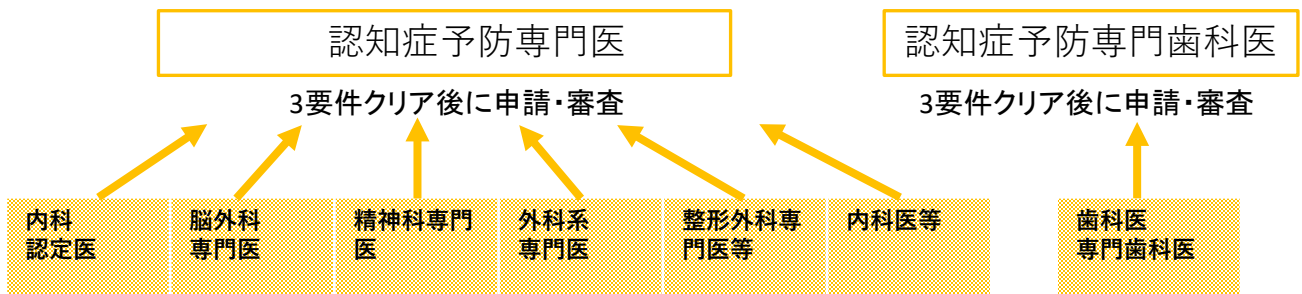 認知症予防専門医
認知症予防専門歯科医
3要件クリア後に申請・審査
3要件クリア後に申請・審査
内科
認定医
脳外科
専門医
精神科専門
医
外科系
専門医
整形外科専
門医等
内科医等
歯科医
専門歯科医